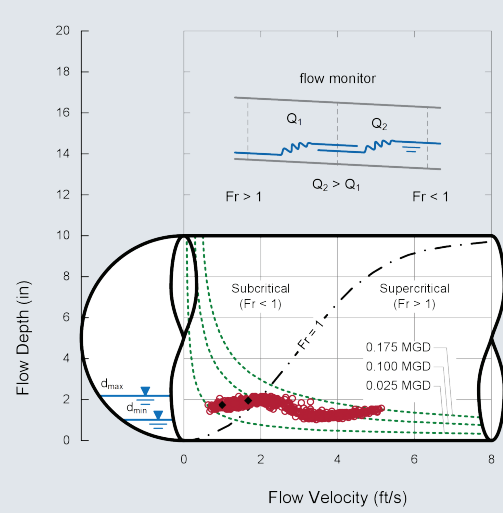 20
18
16
14
12
10
8
6
4
2
0
Flow Depth (in)
flow monitor
Q1
Q2
Q2 > Q1
Fr > 1
Fr < 1
Subcritical
(Fr < 1)
Supercritical
(Fr > 1)
Fr = 1
0.175 MGD
0.100 MGD
0.025 MGD
dmax
dmin
0
2
4
6
8
Flow Velocity (ft/s)